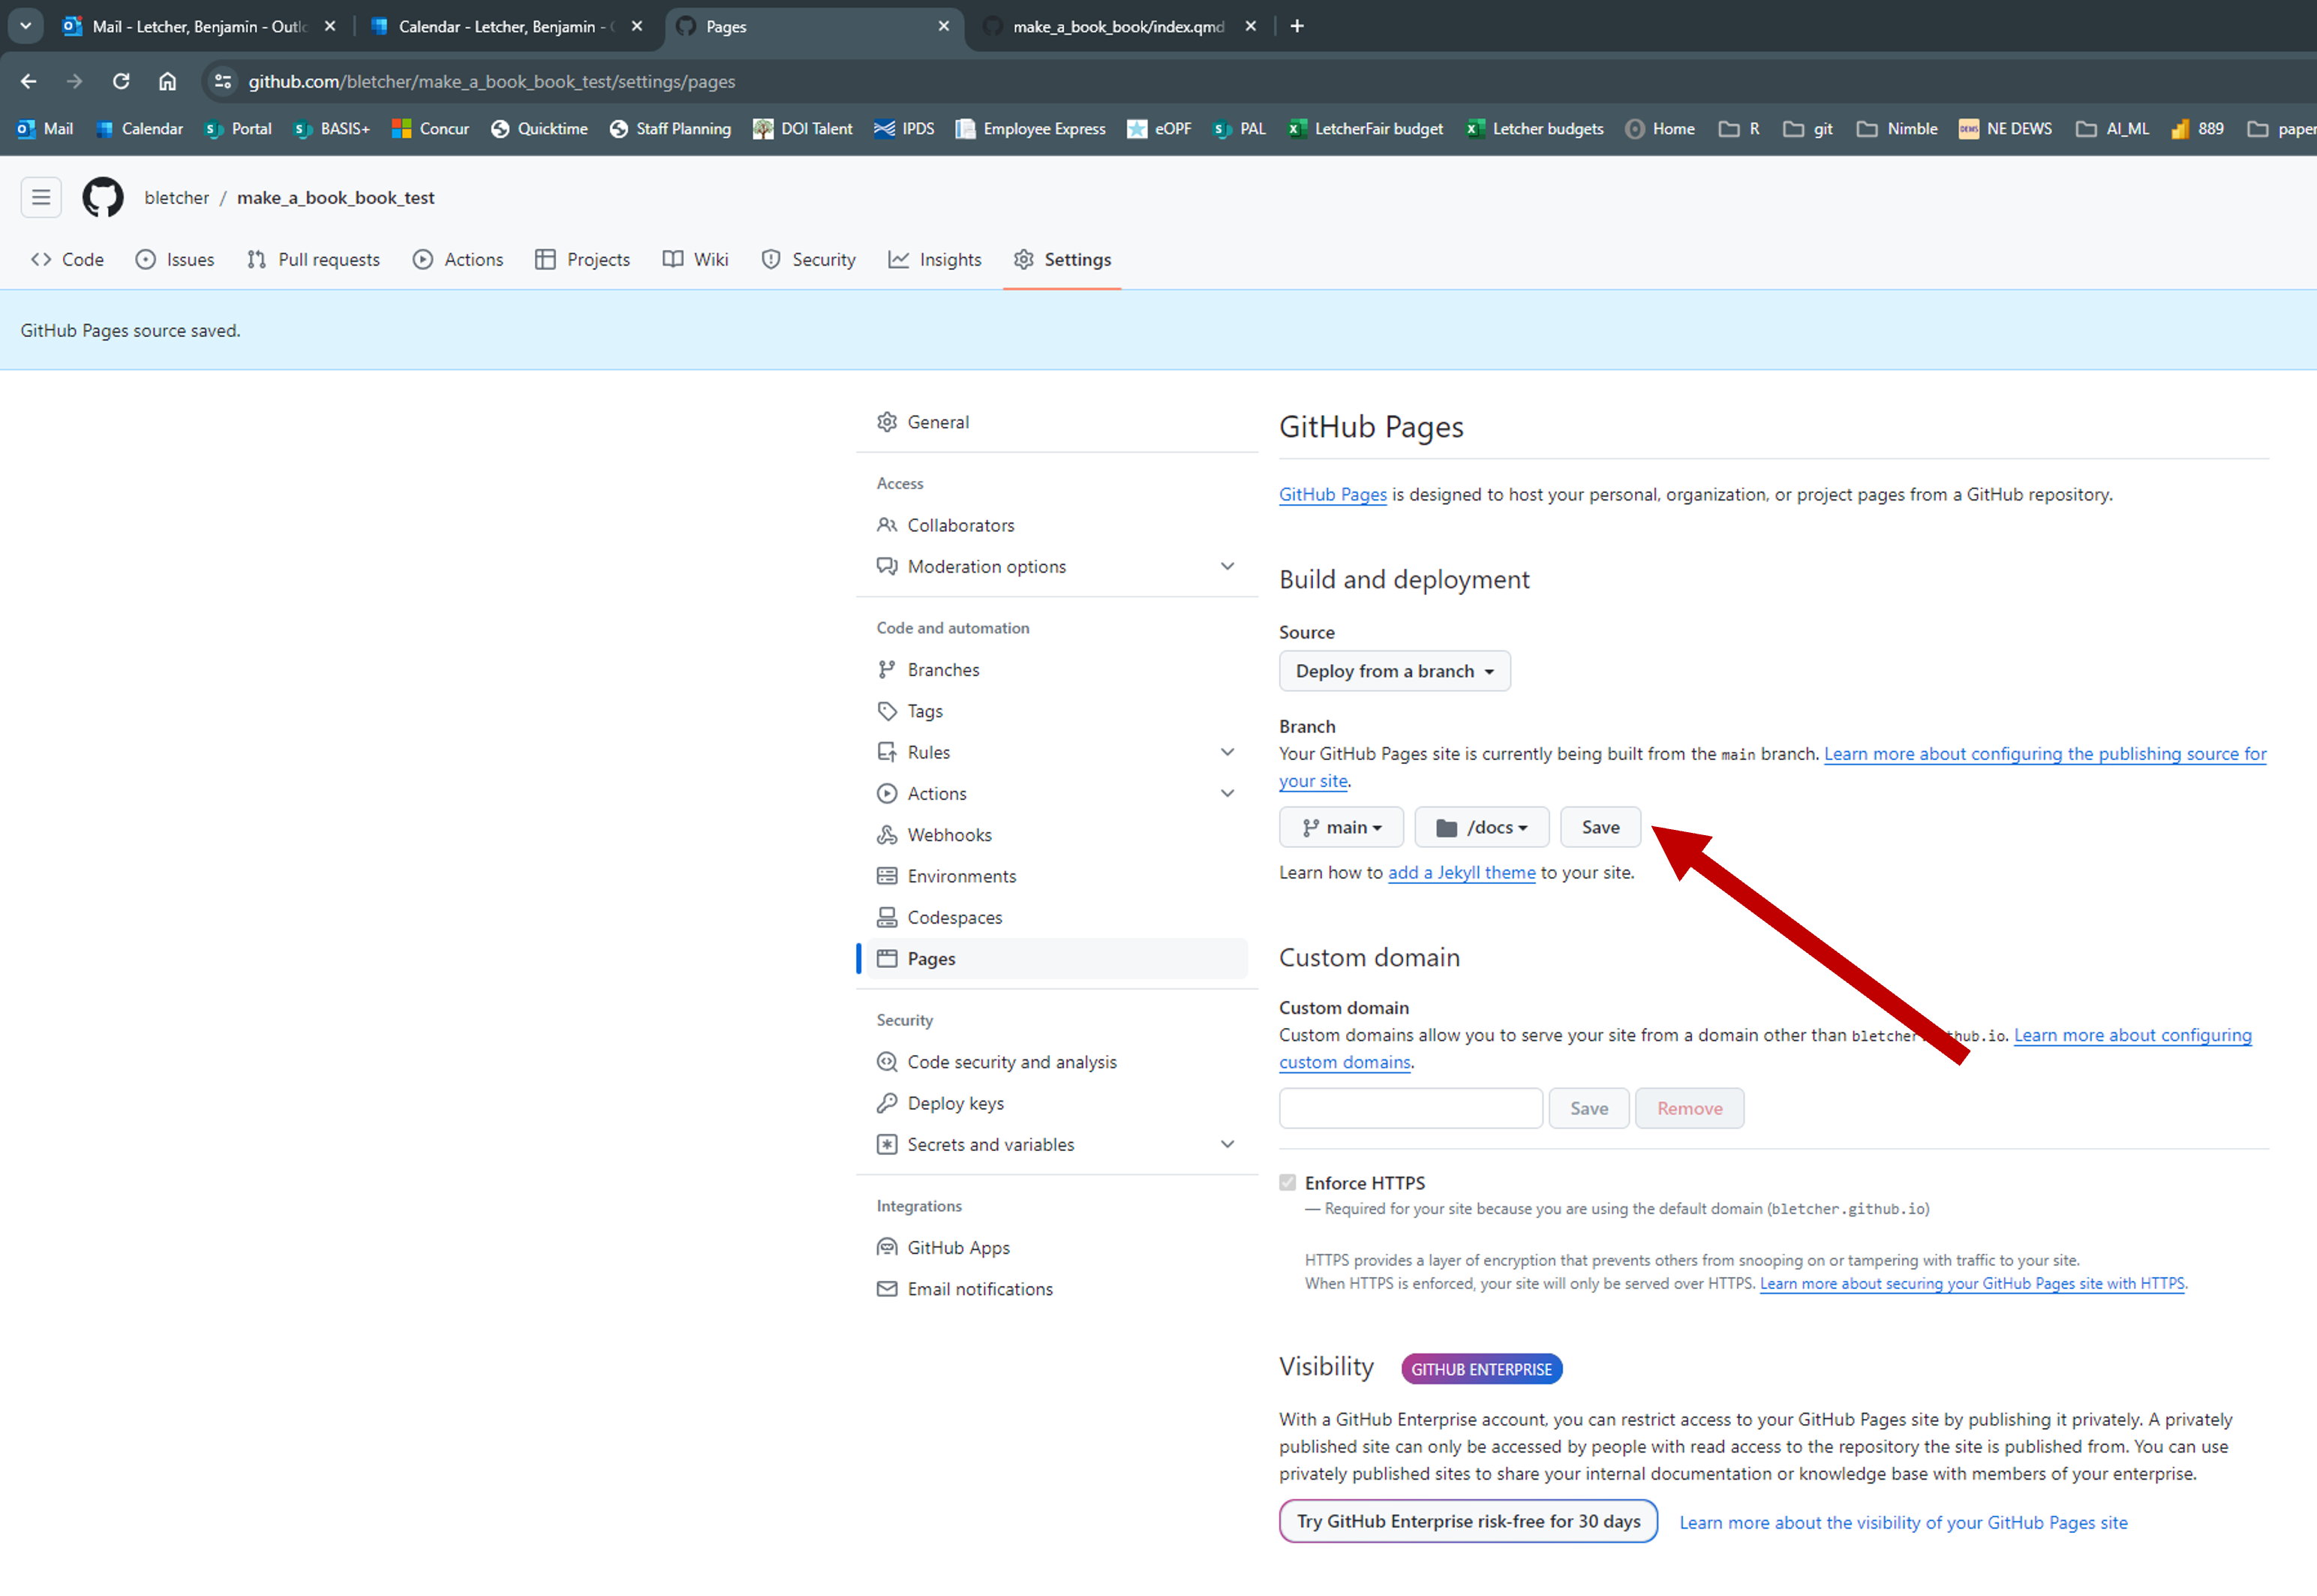 Mail - Letcher, Benjamin - Outlo
Calendar - Letcher, Benjamin -
Pages
make_a_book_book/index.qmd
github.com/bletcher/make_a_book_book_test/settings/pages
Mail
Calendar
Portal
BASIS+
Concur
Quicktime
Staff Planning
DOI Talent
IPDS
Employee Express
eOPF
PAL
LetcherFair budget
Letcher budgets
Home
R
git
Nimble
NE DEWS
AI_ML
889
paper
bletcher / make_a_book_book_test
Code
Issues
Pull requests
Actions
Projects
Wiki
Security
Insights
Settings
GitHub Pages source saved.
General
Access
Collaborators
Moderation options
Code and automation
Branches
Tags
Rules
Actions
Webhooks
Environments
Codespaces
Pages
Security
Code security and analysis
Deploy keys
Secrets and variables
Integrations
GitHub Apps
Email notifications
GitHub Pages
GitHub Pages is designed to host your personal, organization, or project pages from a GitHub repository.
Build and deployment
Source
Deploy from a branch
Branch
Your GitHub Pages site is currently being built from the main branch. Learn more about configuring the publishing source for
your site.
main
/docs
Save
Learn how to add a Jekyll theme to your site.
Custom domain
Custom domain
Custom domains allow you to serve your site from a domain other than bletcher. hub.io. Learn more about configuring
custom domains.
Save
Remove
Enforce HTTPS
— Required for your site because you are using the default domain (bletcher.github.io)
HTTPS provides a layer of encryption that prevents others from snooping on or tampering with traffic to your site.
When HTTPS is enforced, your site will only be served over HTTPS. Learn more about securing your GitHub Pages site with HTTPS.
Visibility
GITHUB ENTERPRISE
With a GitHub Enterprise account, you can restrict access to your GitHub Pages site by publishing it privately. A privately
published site can only be accessed by people with read access to the repository the site is published from. You can use
privately published sites to share your internal documentation or knowledge base with members of your enterprise.
Try GitHub Enterprise risk-free for 30 days
Learn more about the visibility of your GitHub Pages site